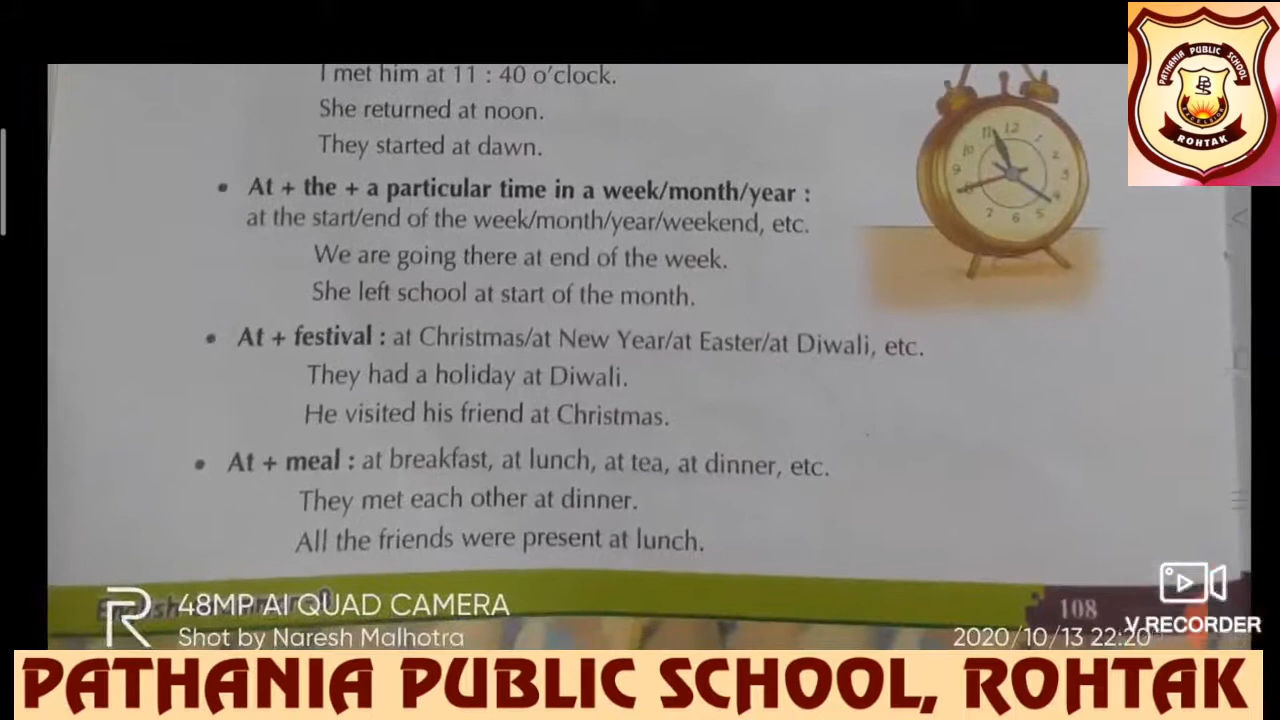 PATHANIA PUBLIC SCHOOL
ROHTAK
I met him at 11 : 40 o'clock.
She returned at noon.
They started at dawn.
• At + the + a particular time in a week/month/year :
at the start/end of the week/month/year/weekend, etc.
We are going there at end of the week.
She left school at start of the month.
• At + festival : at Christmas/at New Year/at Easter/at Diwali, etc.
They had a holiday at Diwali.
He visited his friend at Christmas.
• At + meal : at breakfast, at lunch, at tea, at dinner, etc.
They met each other at dinner.
All the friends were present at lunch.
108
48MP AI QUAD CAMERA
Shot by Naresh Malhotra
2020/10/13 22:20
V RECORDER
PATHANIA PUBLIC SCHOOL, ROHTAK